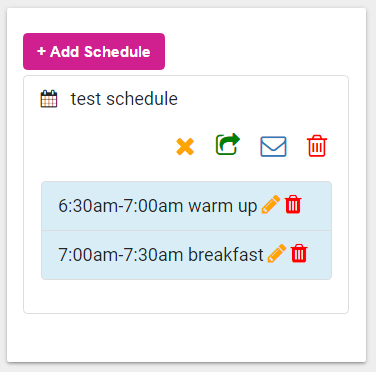 + Add Schedule
test schedule
6:30am-7:00am warm up
7:00am-7:30am breakfast